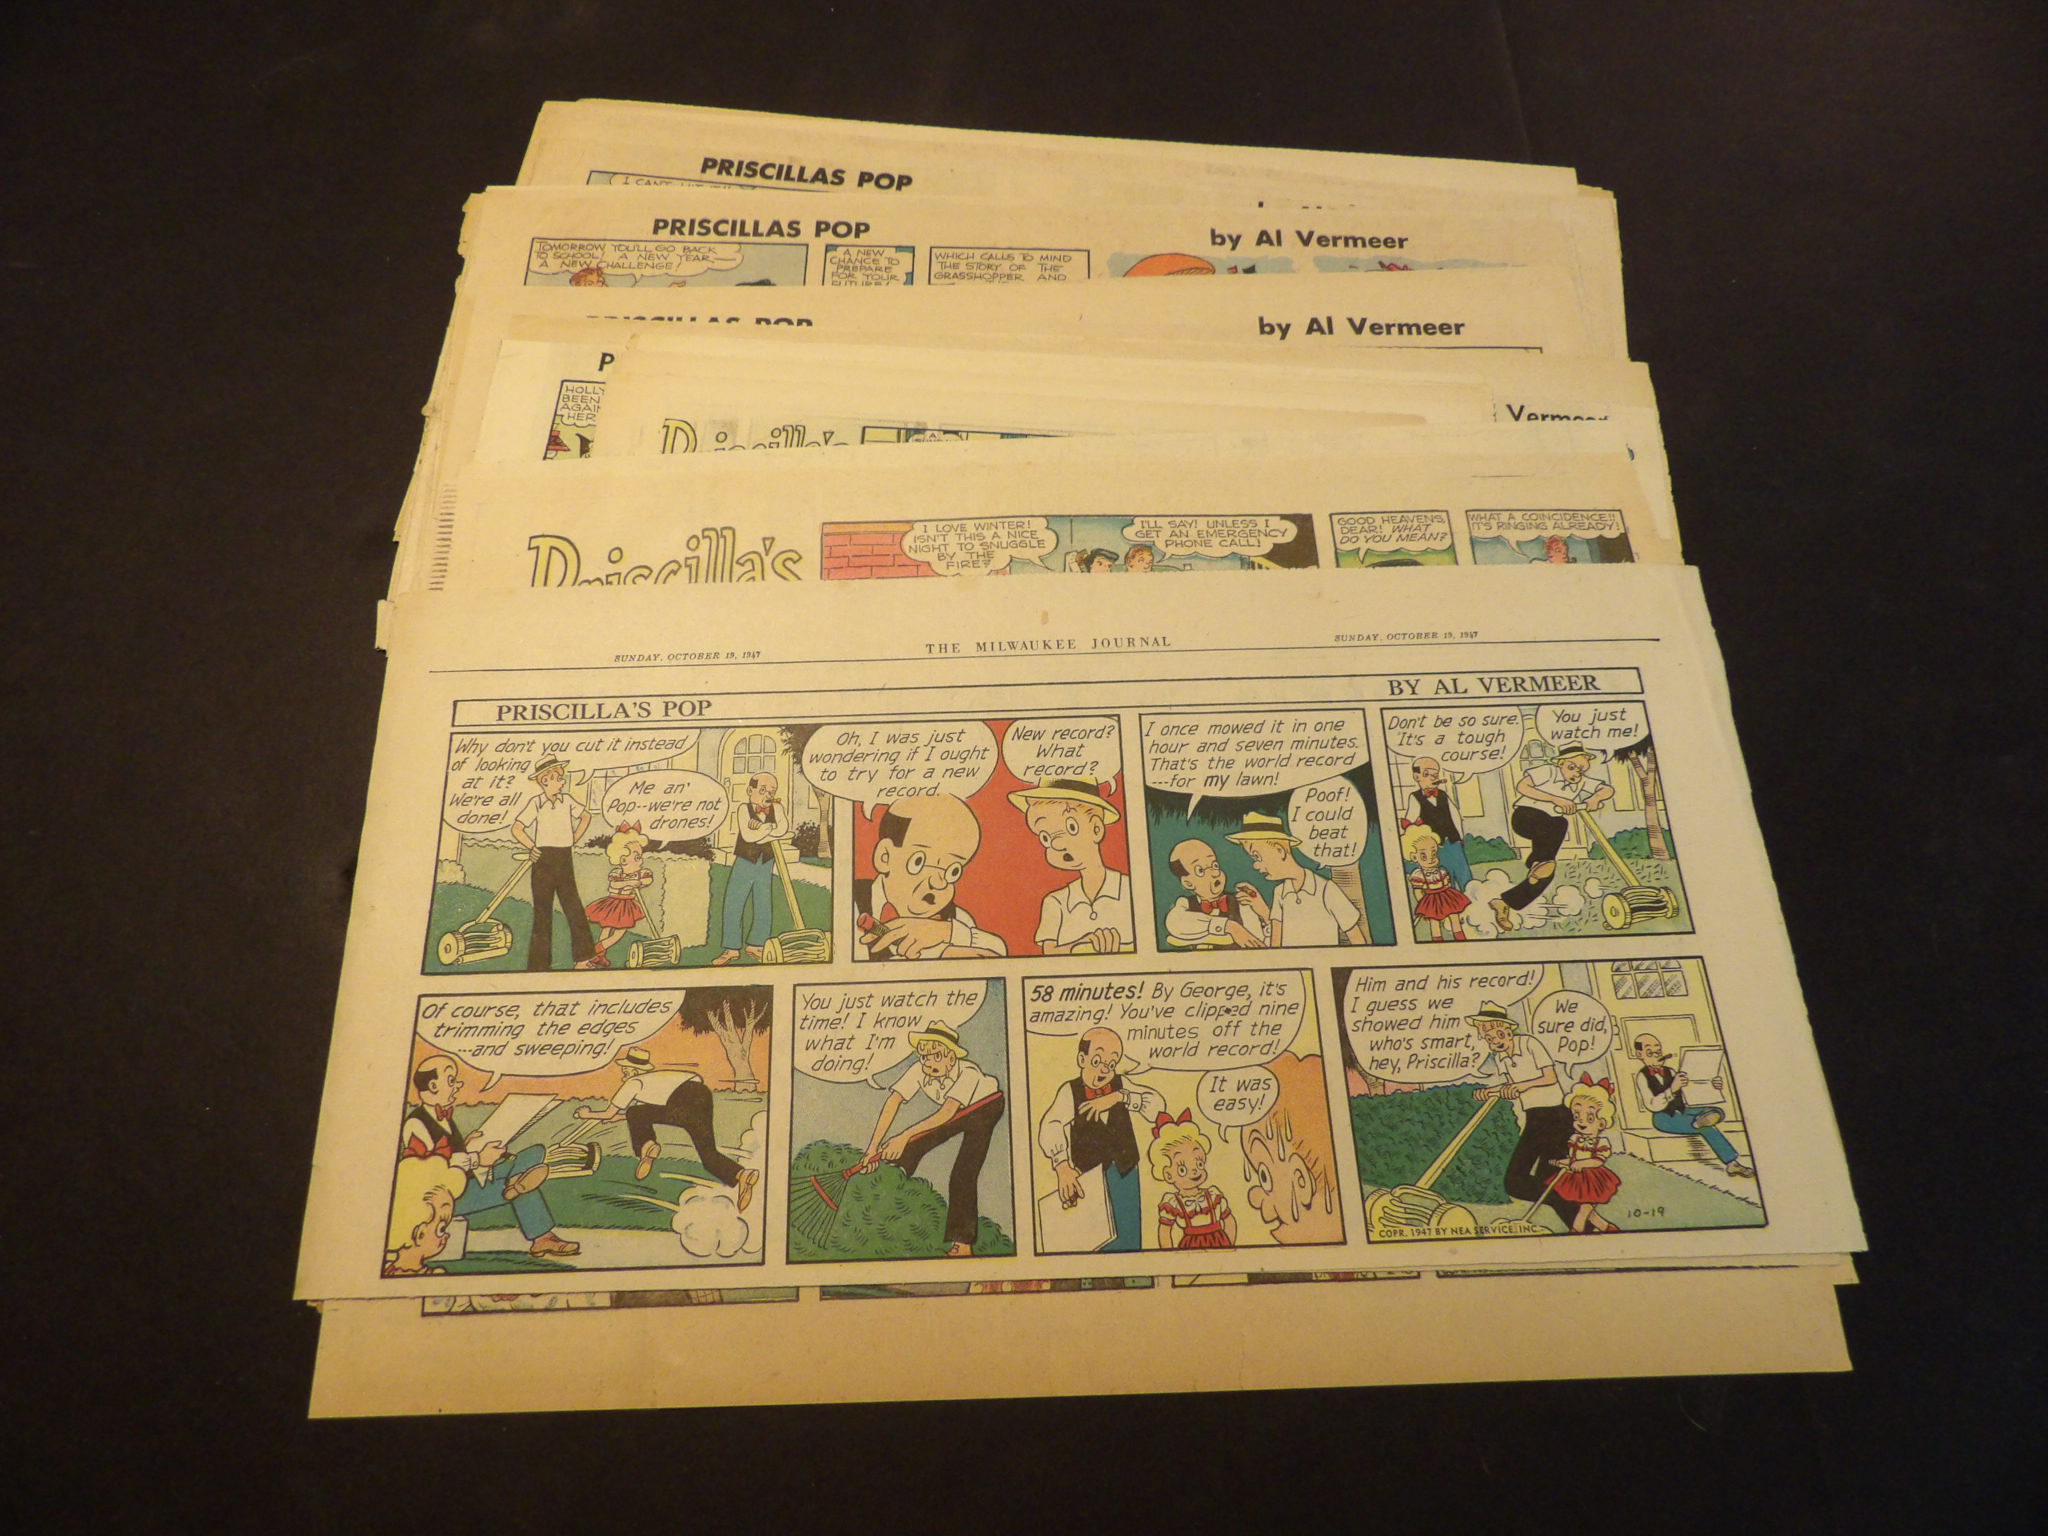 PRISCILLAS POP
PRISCILLAS POP
by Al Vermeer
TOMORROW YOU'LL GO BACK
TO SCHOOL! A NEW YEAR—
A NEW CHALLENGE!
A NEW
CHANCE TO
PREPARE
FOR YOUR
FUTURE!
WHICH CALLS TO MIND
THE STORY OF THE
GRASSHOPPER AND
by Al Vermeer
P
HOLLY
BEEN
AGAI
HER
Vermeer
Priscilla's
Priscilla's
I LOVE WINTER!
ISN'T THIS A NICE
NIGHT TO SNUGGLE
BY THE
FIRE?
I'LL SAY! UNLESS I
GET AN EMERGENCY
PHONE CALL!
GOOD HEAVENS,
DEAR! WHAT
DO YOU MEAN?
WHAT A COINCIDENCE!!
IT'S RINGING ALREADY!
SUNDAY, OCTOBER 19, 1947
THE MILWAUKEE JOURNAL
SUNDAY, OCTOBER 19, 1947
PRISCILLA'S POP
BY AL VERMEER
Why don't you cut it instead
of looking
at it?
We're all
done!
Me an'
Pop--we're not
drones!
Oh, I was just
wondering if I ought
to try for a new
record.
New record?
What
record?
I once mowed it in one
hour and seven minutes.
That's the world record
---for my lawn!
Poof!
I could
beat
that!
Don't be so sure.
It's a tough
course!
You just
watch me!
Of course, that includes
trimming the edges
---and sweeping!
You just watch the
time! I know
what I'm
doing!
58 minutes! By George, it's
amazing! You've clipped nine
minutes off the
world record!
It was
easy!
Him and his record!
I guess we
showed him
who's smart,
hey, Priscilla?
We
sure did,
Pop!
10-19
COPR. 1947 BY NEA SERVICE, INC.